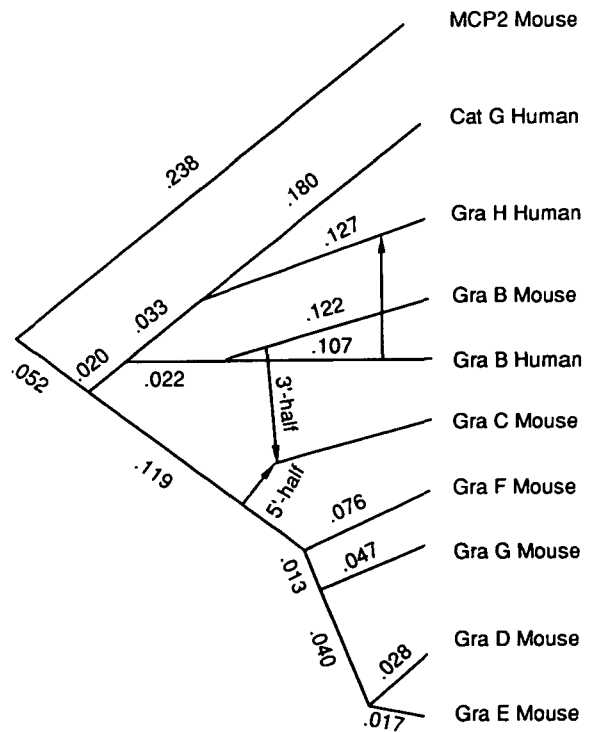 MCP2 Mouse
.238
Cat G Human
.180
Gra H Human
.127
.033
Gra B Mouse
.122
.107
Gra B Human
.020
.052
.022
3'-half
Gra C Mouse
.119
5'-half
Gra F Mouse
.076
Gra G Mouse
.047
.013
.040
Gra D Mouse
.028
Gra E Mouse
.017